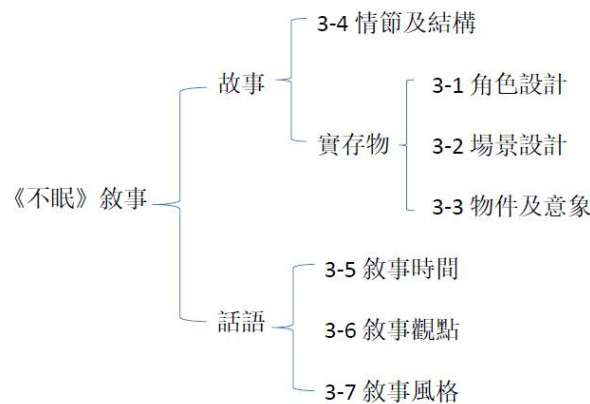 3-4 情節及結構
故事
3-1 角色設計
實存物
3-2 場景設計
《不眠》敘事
3-3 物件及意象
3-5 敘事時間
話語
3-6 敘事觀點
3-7 敘事風格